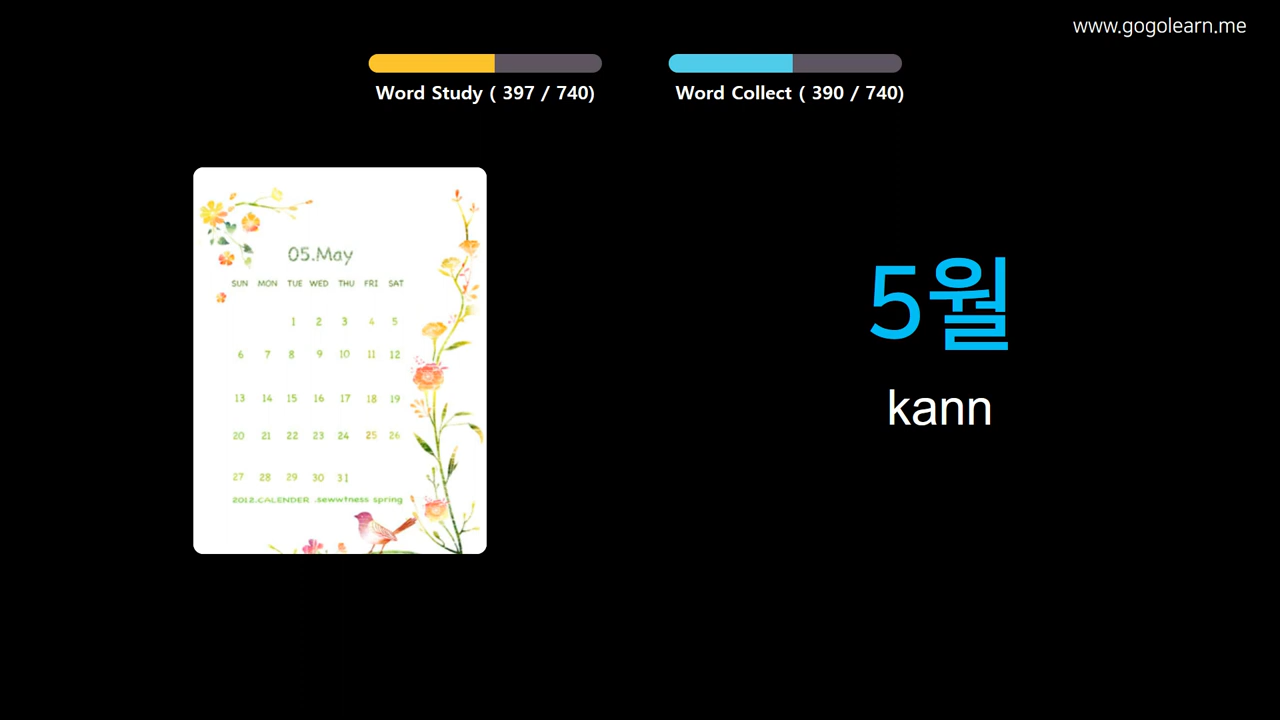 www.gogolearn.me
Word Study ( 397 / 740)
Word Collect ( 390 / 740)
05.May
SUN MON TUE WED THU FRI SAT
1 2 3 4 5
6 7 8 9 10 11 12
13 14 15 16 17 18 19
20 21 22 23 24 25 26
27 28 29 30 31
2012.CALENDER .sewwtness spring
5월
kann